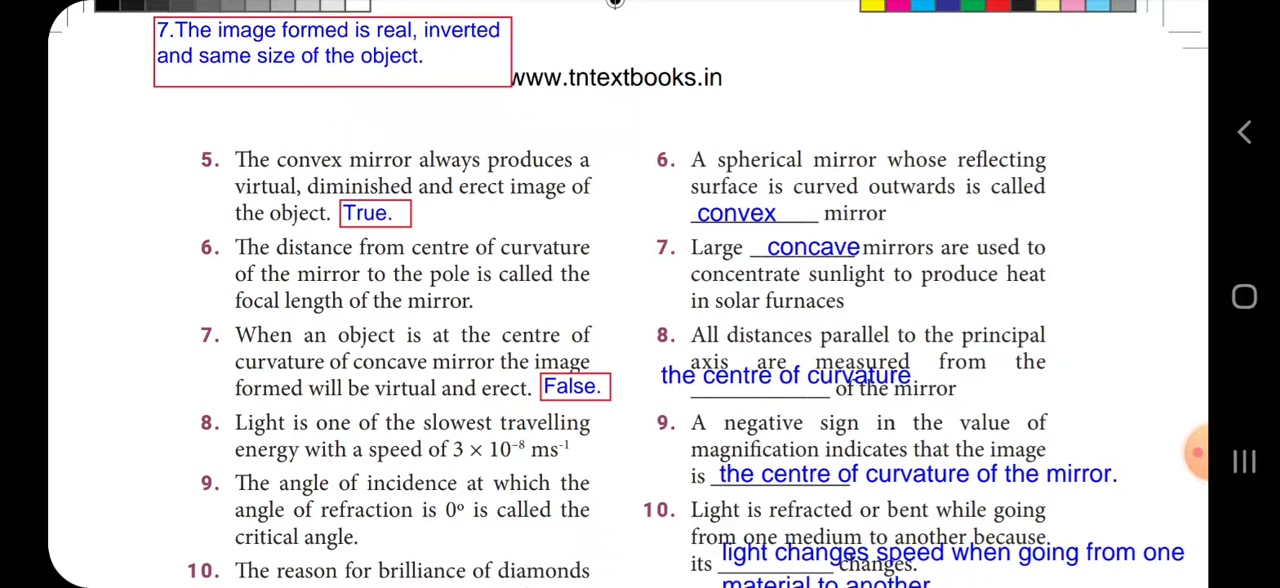 7.The image formed is real, inverted
and same size of the object.
www.tntextbooks.in
5. The convex mirror always produces a
virtual, diminished and erect image of
the object. True.
6. The distance from centre of curvature
of the mirror to the pole is called the
focal length of the mirror.
7. When an object is at the centre of
curvature of concave mirror the image
formed will be virtual and erect. False.
8. Light is one of the slowest travelling
energy with a speed of 3 × 10⁻⁸ ms⁻¹
9. The angle of incidence at which the
angle of refraction is 0º is called the
critical angle.
10. The reason for brilliance of diamonds
6. A spherical mirror whose reflecting
surface is curved outwards is called
convex mirror
7. Large concave mirrors are used to
concentrate sunlight to produce heat
in solar furnaces
8. All distances parallel to the principal
axis are measured from the
the centre of curvature
____________ of the mirror
9. A negative sign in the value of
magnification indicates that the image
is the centre of curvature of the mirror.
10. Light is refracted or bent while going
from one medium to another because
light changes speed when going from one
its __________ changes.
material to another